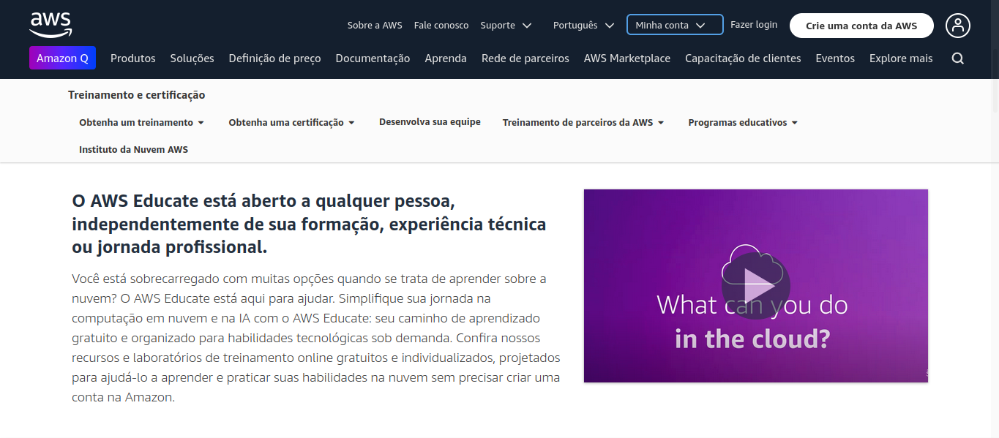 aws
Sobre a AWS Fale conosco Suporte Português Minha conta Fazer login Crie uma conta da AWS
Amazon Q Produtos Soluções Definição de preço Documentação Aprenda Rede de parceiros AWS Marketplace Capacitação de clientes Eventos Explore mais
Treinamento e certificação
Obtenha um treinamento Obtenha uma certificação Desenvolva sua equipe Treinamento de parceiros da AWS Programas educativos
Instituto da Nuvem AWS
O AWS Educate está aberto a qualquer pessoa,
independentemente de sua formação, experiência técnica
ou jornada profissional.
Você está sobrecarregado com muitas opções quando se trata de aprender sobre a
nuvem? O AWS Educate está aqui para ajudar. Simplifique sua jornada na
computação em nuvem e na IA com o AWS Educate: seu caminho de aprendizado
gratuito e organizado para habilidades tecnológicas sob demanda. Confira nossos
recursos e laboratórios de treinamento online gratuitos e individualizados, projetados
para ajudá-lo a aprender e praticar suas habilidades na nuvem sem precisar criar uma
conta na Amazon.
What can you do
in the cloud?